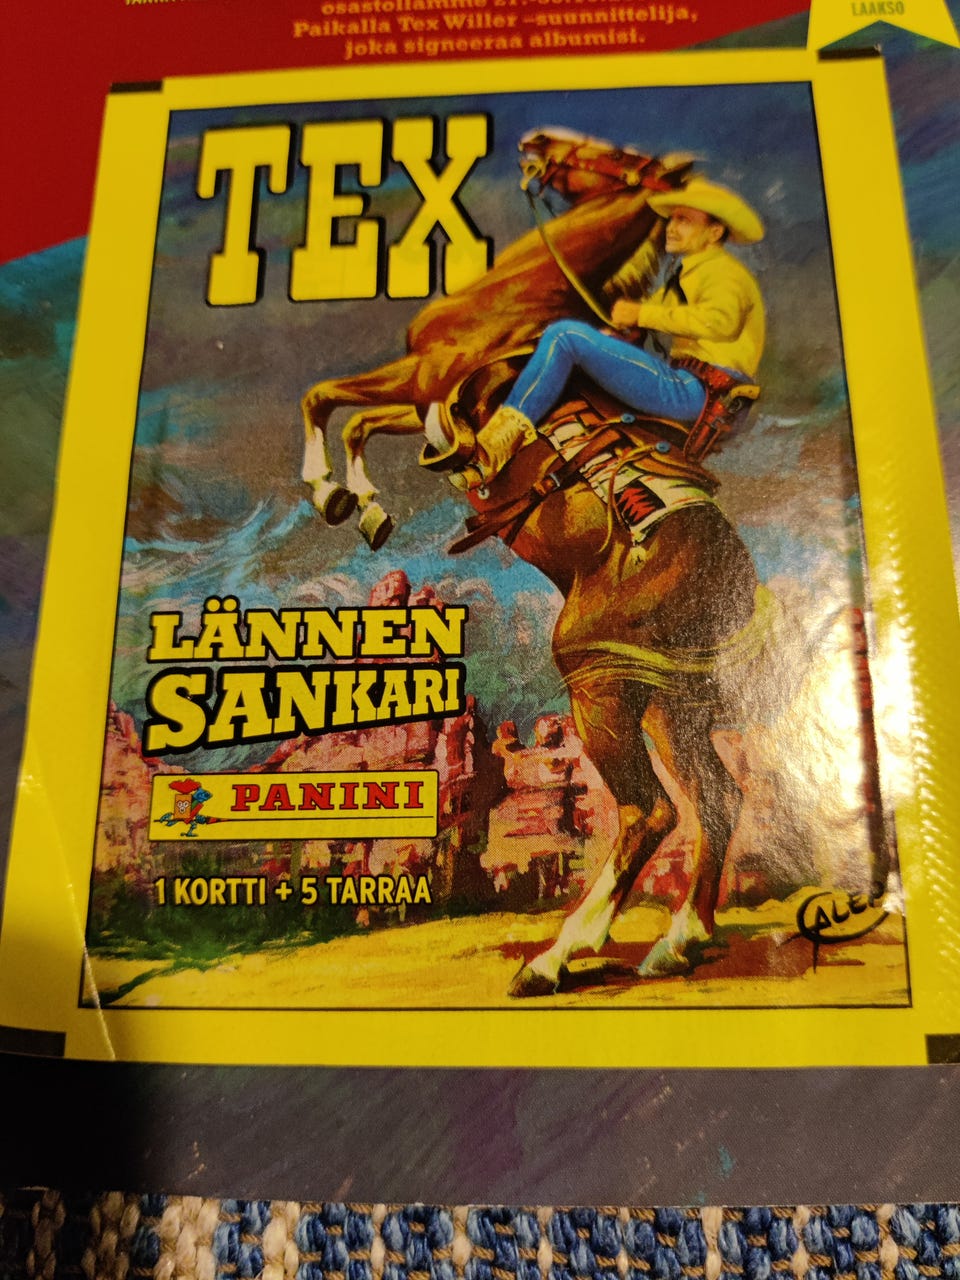 LAAKSO
Paikalla Tex Willer –suunnittelija,
joka signeeraa albumisi.
TEX
LÄNNEN
SANKARI
PANINI
1 KORTTI + 5 TARRAA